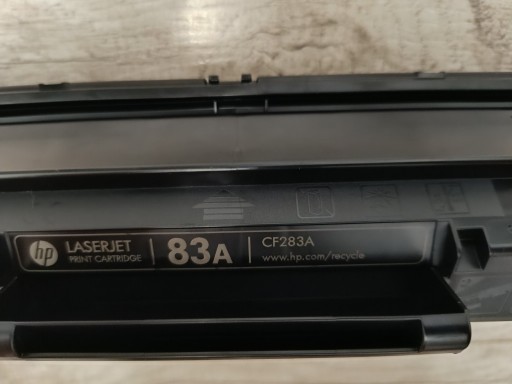 hp LASERJET
PRINT CARTRIDGE
83A
CF283A
www.hp.com/recycle